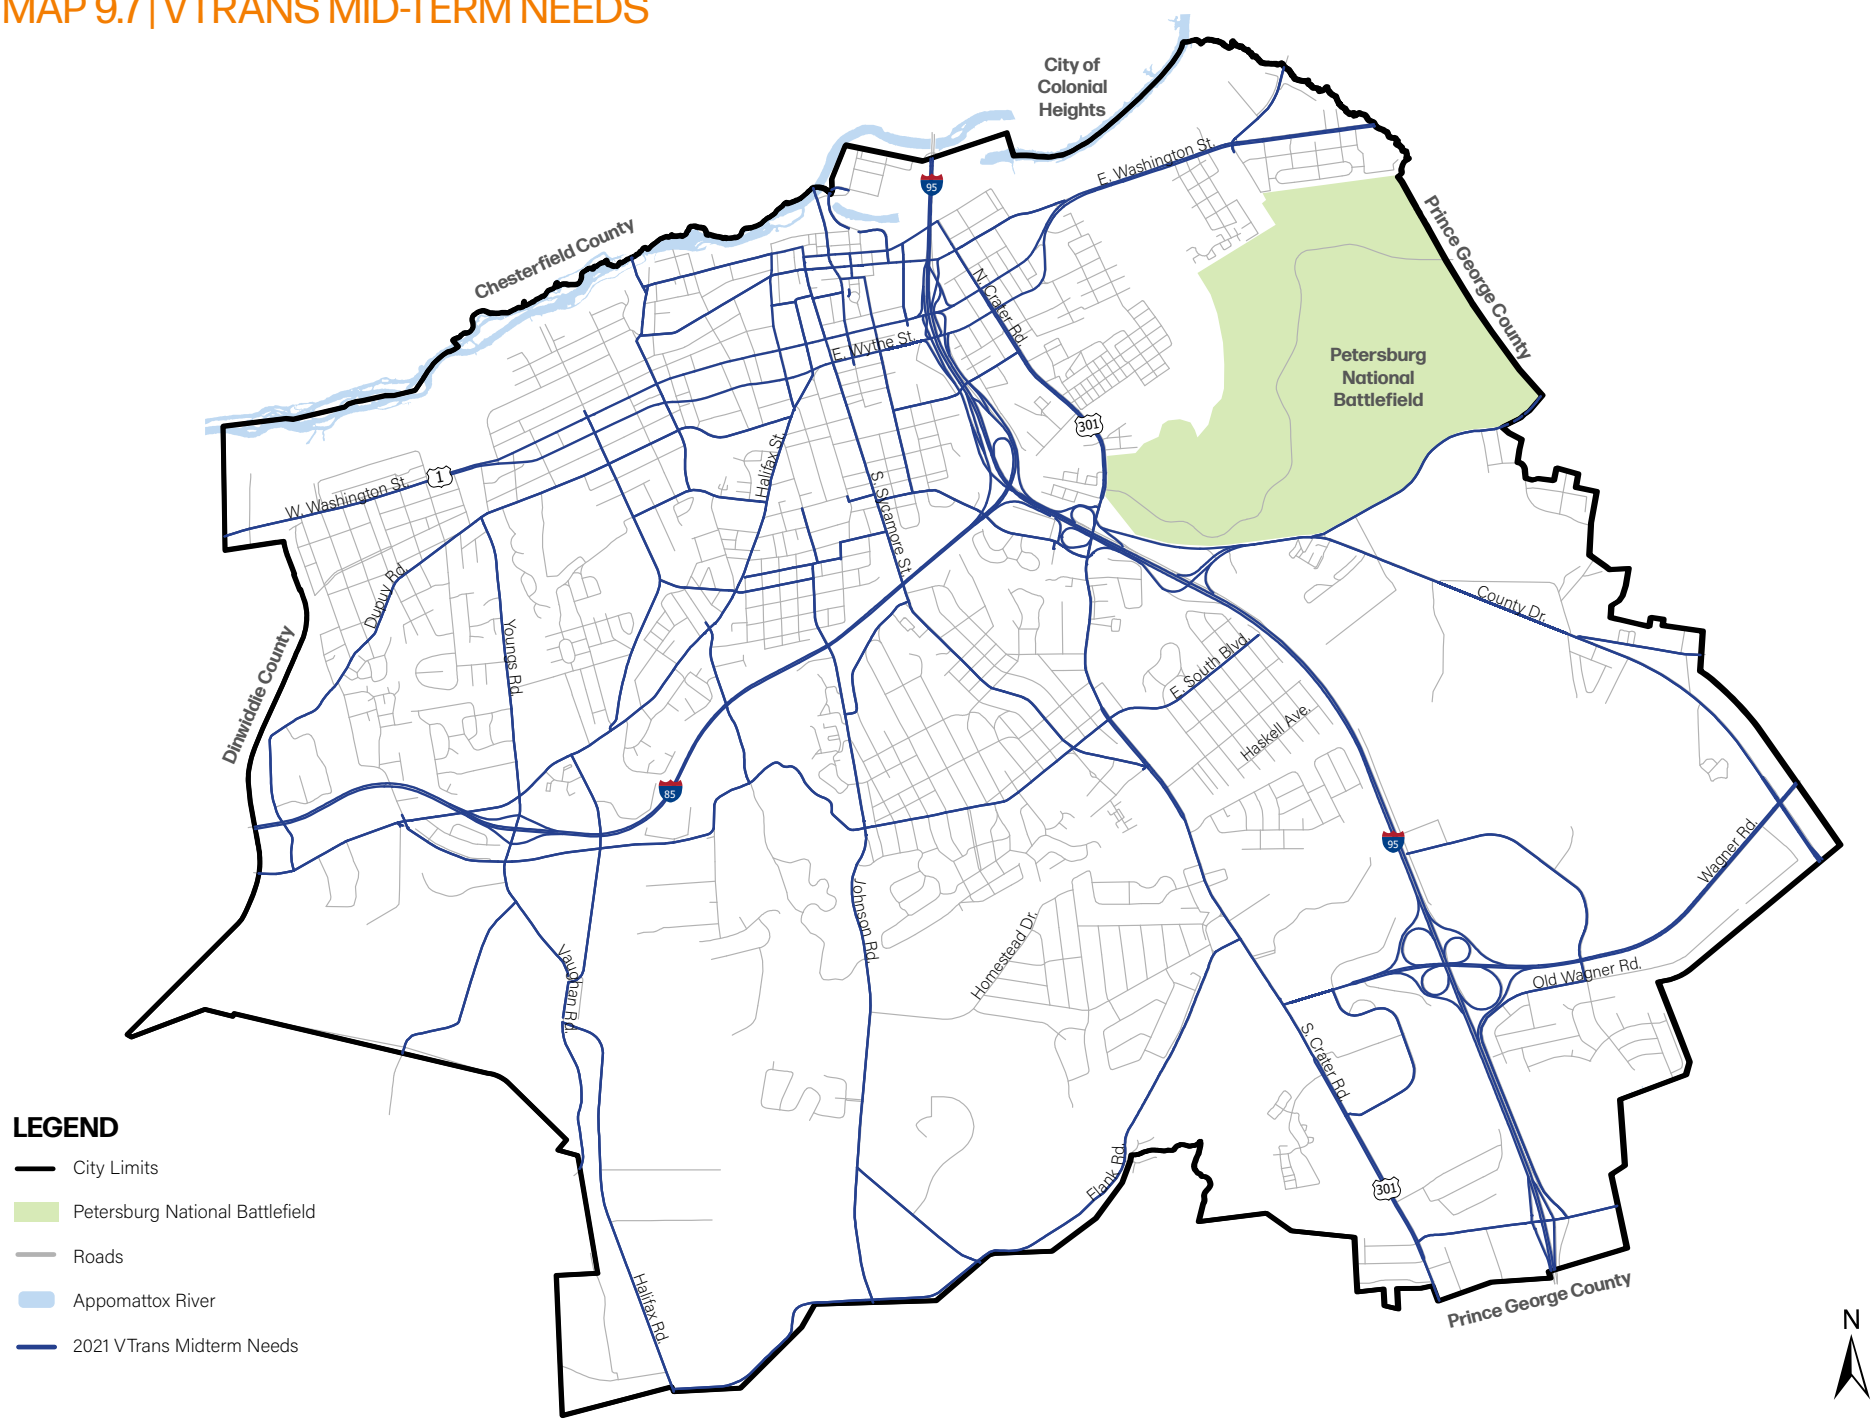 MAP 9.7 | VTRANS MID-TERM NEEDS
City of
Colonial
Heights
E. Washington St.
95
Chesterfield County
Prince George County
N. Crater Rd.
E. Wythe St.
Petersburg
National
Battlefield
301
Halifax St.
1
W. Washington St.
S. Sycamore St.
Dupuy Rd.
County Dr.
Youngs Rd.
E. South Blvd.
Dinwiddie County
Haskell Ave.
85
95
Wagner Rd.
Johnson Rd.
Homestead Dr.
Vaughan Rd.
Old Wagner Rd.
S. Crater Rd.
Flank Rd.
301
Halifax Rd.
Prince George County
LEGEND
City Limits
Petersburg National Battlefield
Roads
Appomattox River
2021 VTrans Midterm Needs
N